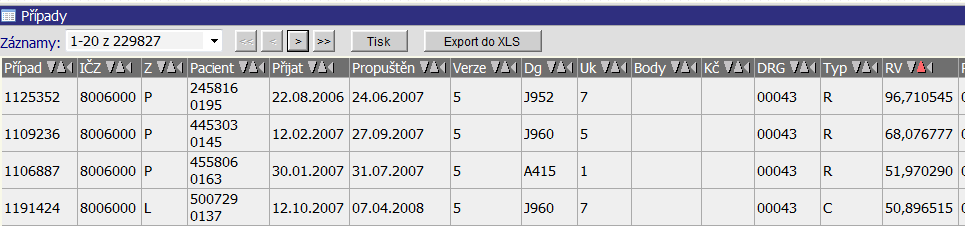 Případy
Záznamy: 1-20 z 229827 << < > >> Tisk Export do XLS
Případ IČZ Z Pacient Přijat Propuštěn Verze Dg Uk Body Kč DRG Typ RV
1125352 8006000 P 245816 0195 22.08.2006 24.06.2007 5 J952 7 00043 R 96,710545
1109236 8006000 P 445303 0145 12.02.2007 27.09.2007 5 J960 5 00043 R 68,076777
1106887 8006000 P 455806 0163 30.01.2007 31.07.2007 5 A415 1 00043 R 51,970290
1191424 8006000 L 500729 0137 12.10.2007 07.04.2008 5 J960 7 00043 C 50,896515